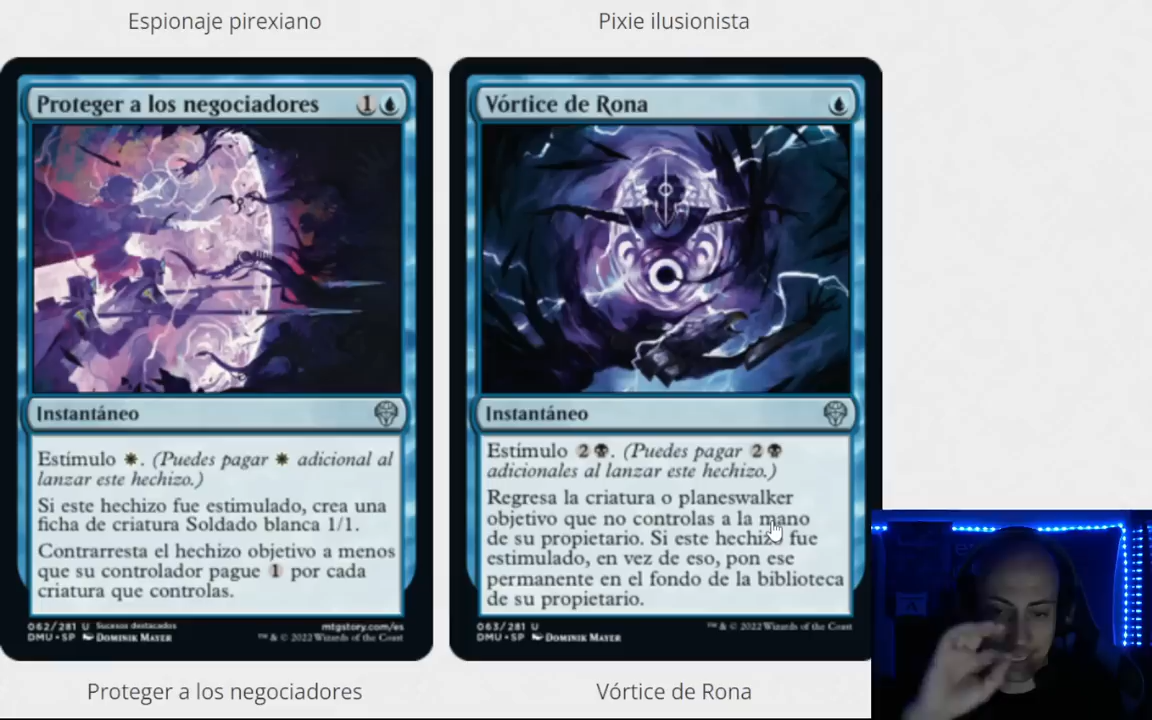 Espionaje pirexiano
Pixie ilusionista
Proteger a los negociadores 1
Instantáneo
Estímulo. (Puedes pagar adicional al
lanzar este hechizo.)
Si este hechizo fue estimulado, crea una
ficha de criatura Soldado blanca 1/1.
Contrarresta el hechizo objetivo a menos
que su controlador pague 1 por cada
criatura que controlas.
062/281 U Sucesos destacados mtgstory.com/es
DMU • SP Dominik Mayer ™ & © 2022 Wizards of the Coast
Proteger a los negociadores
Vórtice de Rona
Instantáneo
Estímulo 2. (Puedes pagar 2
adicionales al lanzar este hechizo.)
Regresa la criatura o planeswalker
objetivo que no controlas a la mano
de su propietario. Si este hechizo fue
estimulado, en vez de eso, pon ese
permanente en el fondo de la biblioteca
de su propietario.
063/281 U
DMU • SP Dominik Mayer ™ & © 2022 Wizards of the Coast
Vórtice de Rona